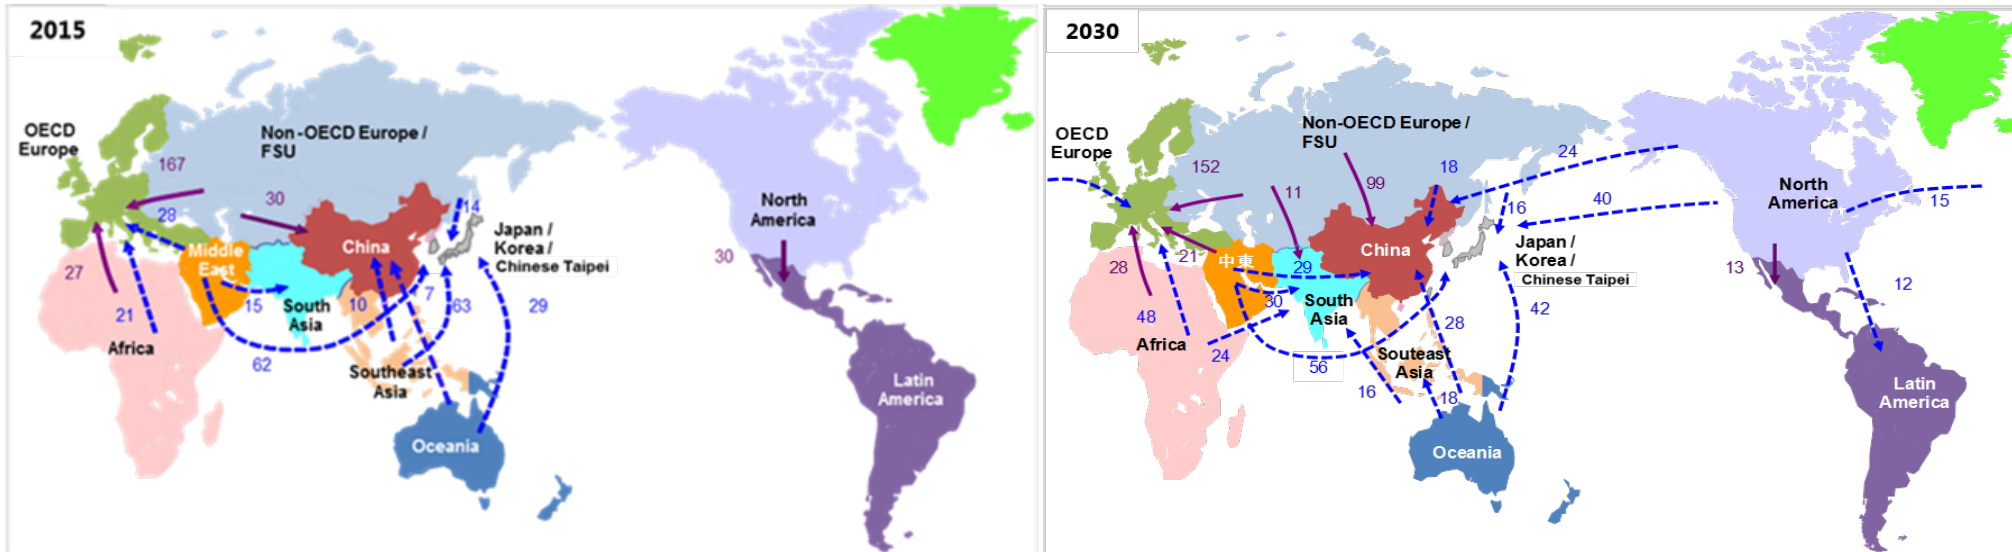 2015
OECD
Europe
Non-OECD Europe /
FSU
167
30
28
14
Japan /
Korea /
Chinese Taipei
China
Middle
East
27
21
15
South
Asia
10
7
63
29
62
Africa
Southeast
Asia
Oceania
North
America
30
Latin
America
2030
OECD
Europe
Non-OECD Europe /
FSU
152
11
99
18
24
40
16
15
North
America
Japan /
Korea /
Chinese Taipei
China
中東
21
28
29
30
South
Asia
48
Africa
24
56
Souteast
Asia
28
42
16
18
Oceania
13
12
Latin
America